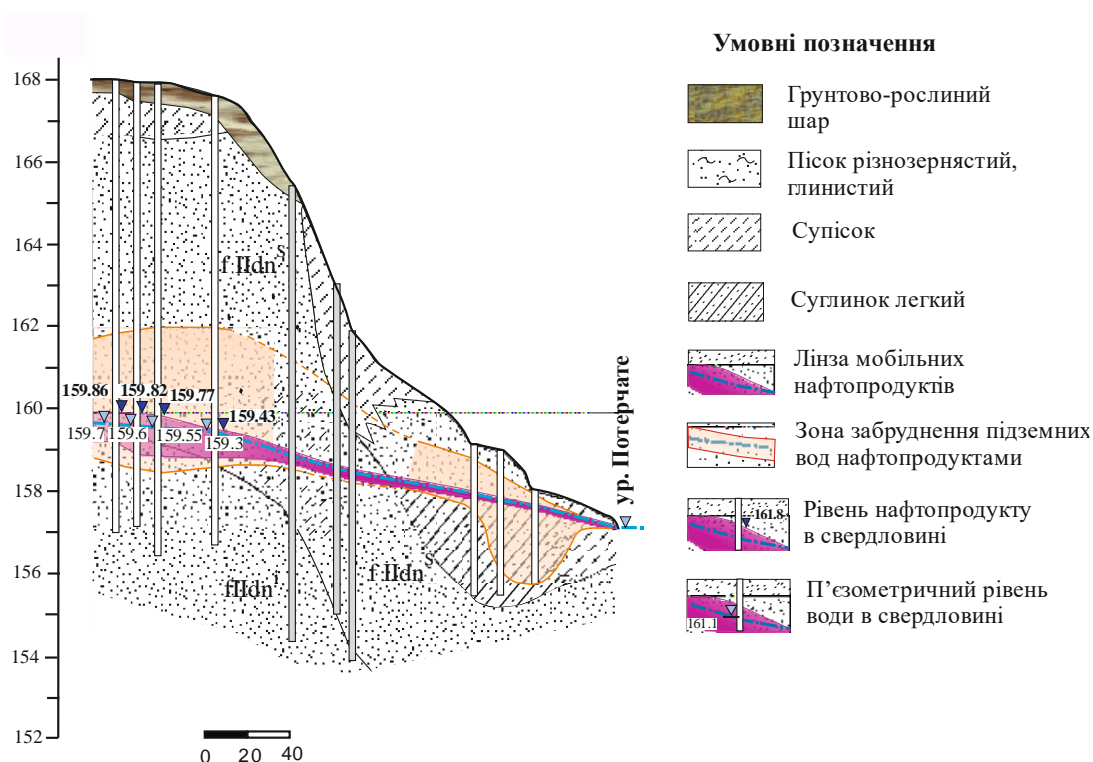 Умовні позначення
168
166
164
162
160
158
156
154
152
f IIdn^s
159.86
159.82
159.77
159.43
159.7
159.6
159.55
159.3
fIIdn^i
f IIdn^s
ур. Потерчате
0 20 40
Грунтово-рослиний
шар
Пісок різнозернястий,
глинистий
Супісок
Суглинок легкий
Лінза мобільних
нафтопродуктів
Зона забруднення підземних
вод нафтопродуктами
161.8
Рівень нафтопродукту
в свердловині
161.1
П’єзометричний рівень
води в свердловині